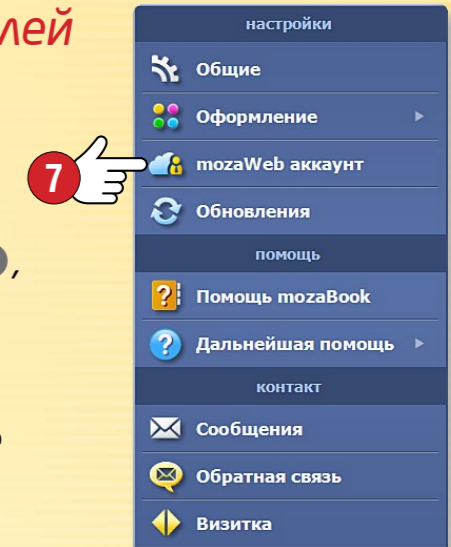 лей
настройки
Общие
Оформление
7
mozaWeb аккаунт
Обновления
помощь
,
Помощь mozaBook
Дальнейшая помощь
контакт
Сообщения
Обратная связь
Визитка